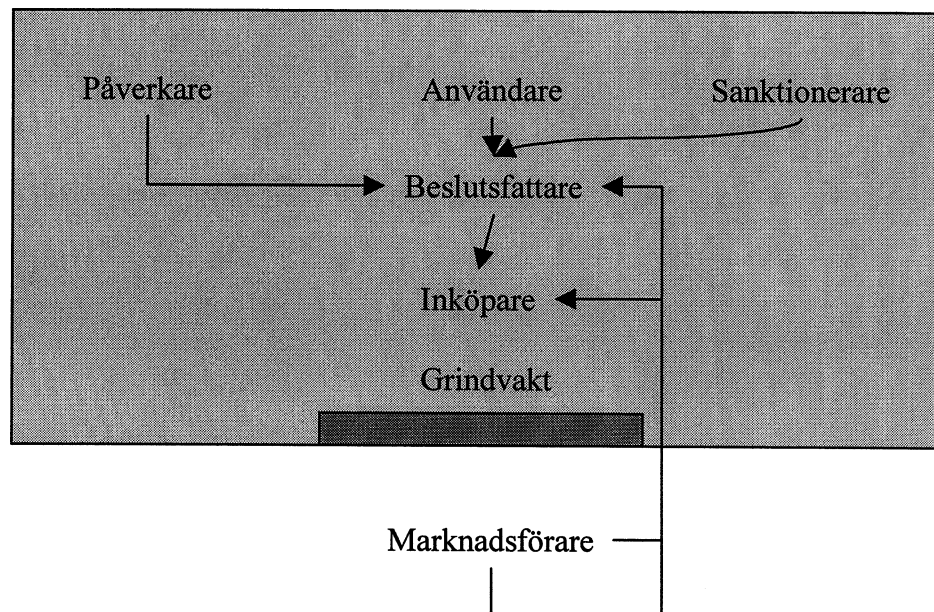 Påverkare Användare Sanktionerare
Beslutsfattare
Inköpare
Grindvakt
Marknadsförare